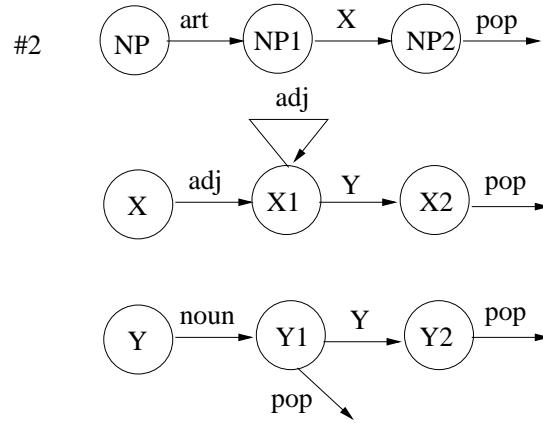 #2 NP art NP1 X NP2 pop
adj
X adj X1 Y X2 pop
Y noun Y1 Y Y2 pop
pop